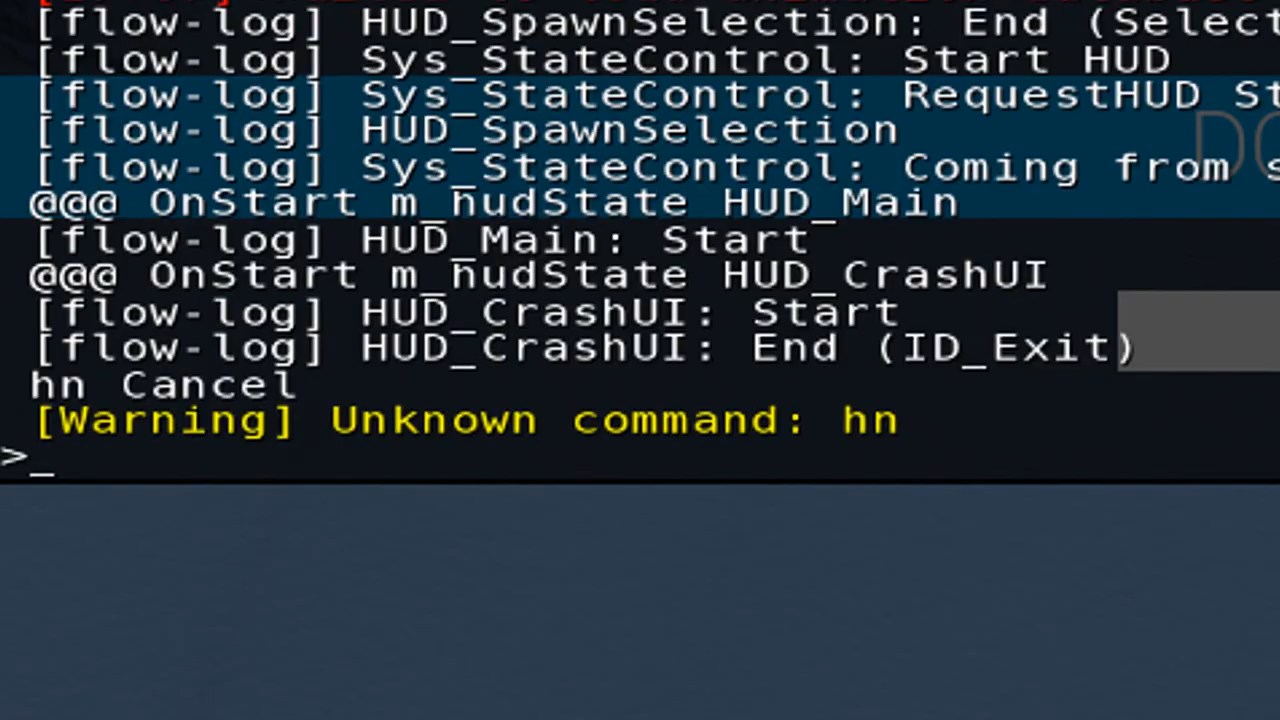 [flow-log] HUD_SpawnSelection: End (Select
[flow-log] Sys_StateControl: Start HUD
[flow-log] Sys_StateControl: RequestHUD St
[flow-log] HUD_SpawnSelection
[flow-log] Sys_StateControl: Coming from s
@@@ OnStart m_hudState HUD_Main
[flow-log] HUD_Main: Start
@@@ OnStart m_hudState HUD_CrashUI
[flow-log] HUD_CrashUI: Start
[flow-log] HUD_CrashUI: End (ID_Exit)
hn Cancel
[Warning] Unknown command: hn
>_